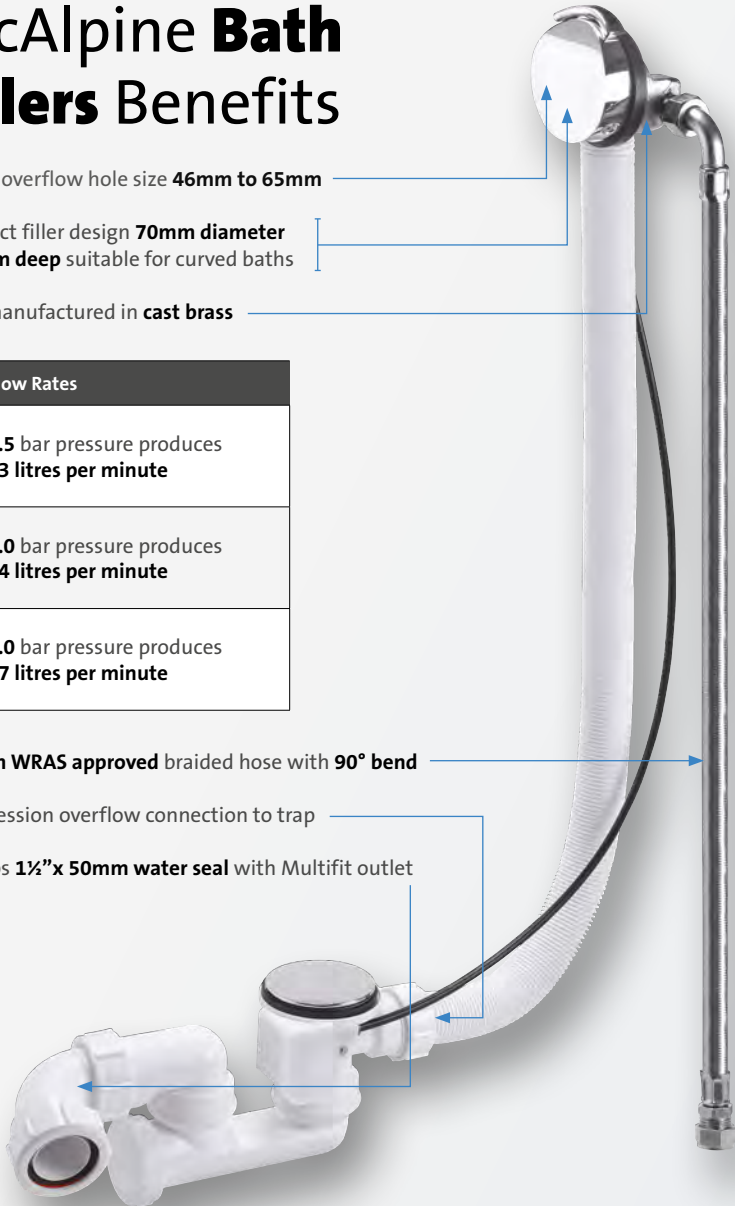 cAlpine Bath
lers Benefits
overflow hole size 46mm to 65mm
ct filler design 70mm diameter
m deep suitable for curved baths
manufactured in cast brass
ow Rates
.5 bar pressure produces
3 litres per minute
.0 bar pressure produces
4 litres per minute
.0 bar pressure produces
7 litres per minute
m WRAS approved braided hose with 90° bend
ession overflow connection to trap
s 1½”x 50mm water seal with Multifit outlet